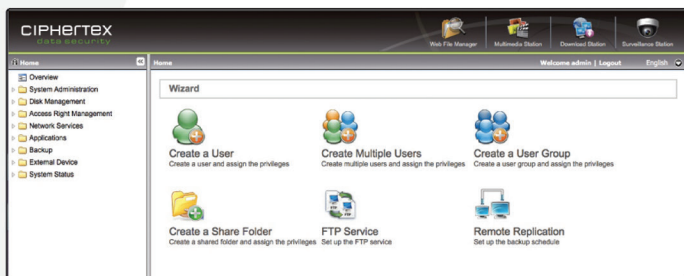 CIPHERTEX
data security
Web File Manager
Multimedia Station
Download Station
Surveillance Station
Home
Home
Welcome admin | Logout
English
Overview
System Administration
Disk Management
Access Right Management
Network Services
Applications
Backup
External Device
System Status
Wizard
Create a User
Create a user and assign the privileges
Create Multiple Users
Create multiple users and assign the privileges
Create a User Group
Create a user group and assign the privileges
Create a Share Folder
Create a shared folder and assign the privileges
FTP
FTP
FTP Service
Set up the FTP service
Remote Replication
Set up the backup schedule